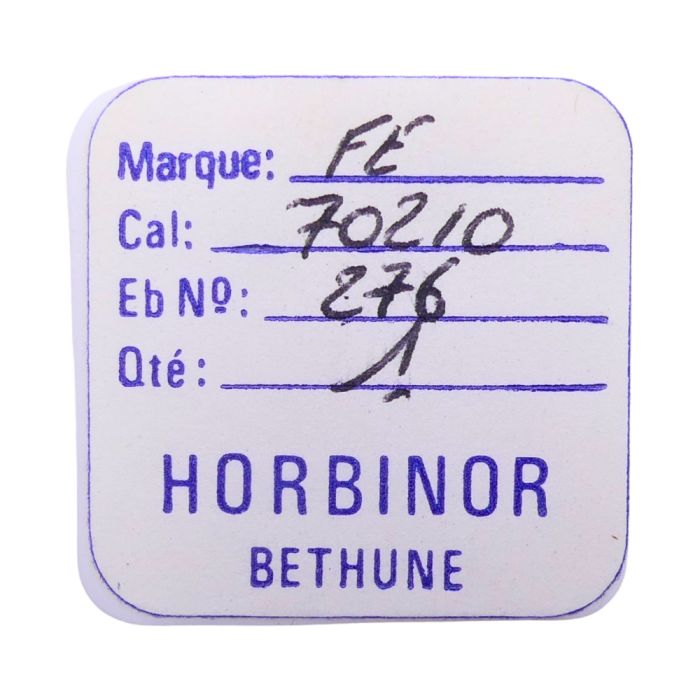 Marque: FE
Cal: 70210
Eb Nº: 276
Qté: 1
HORBINOR
BETHUNE